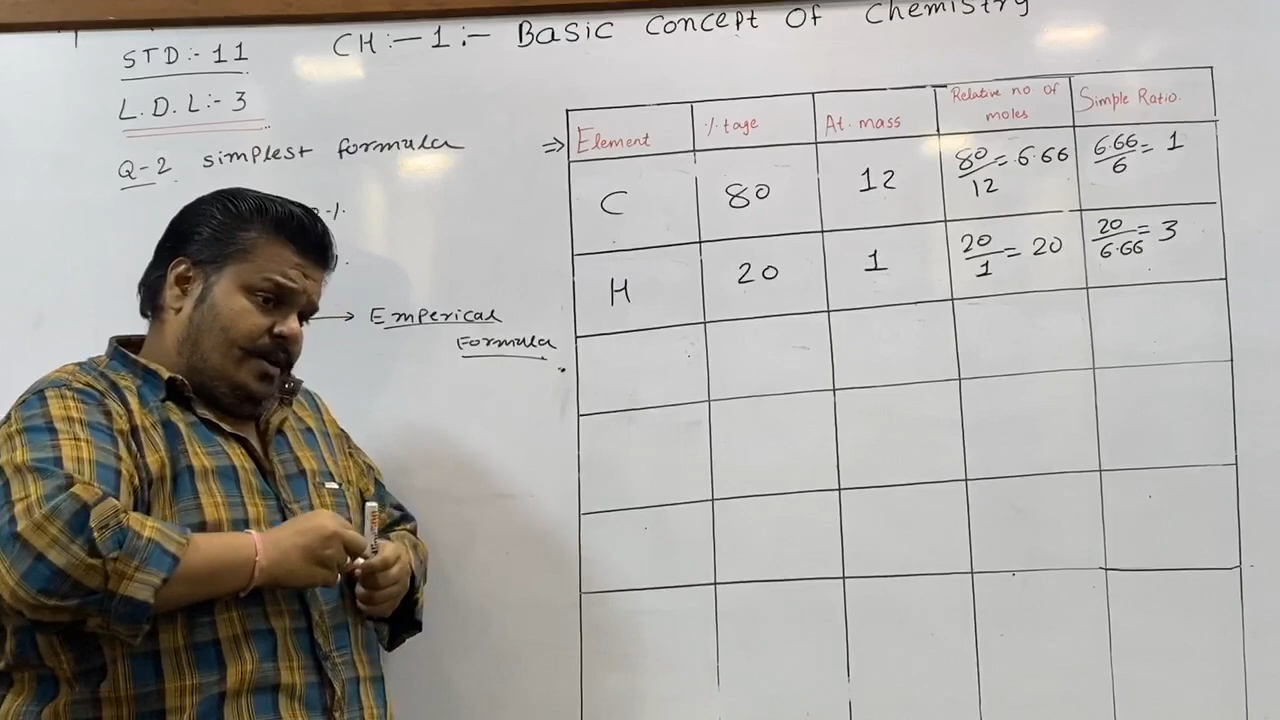 CH:-1:- Basic Concept Of Chemistry
STD:-11
L.D.L:-3
Q-2 simplest formula
Emperical
Formula
Element %tage At. mass Relative no of moles Simple Ratio.
C 80 12 80/12 = 6.66 6.66/6 = 1
H 20 1 20/1 = 20 20/6.66 = 3